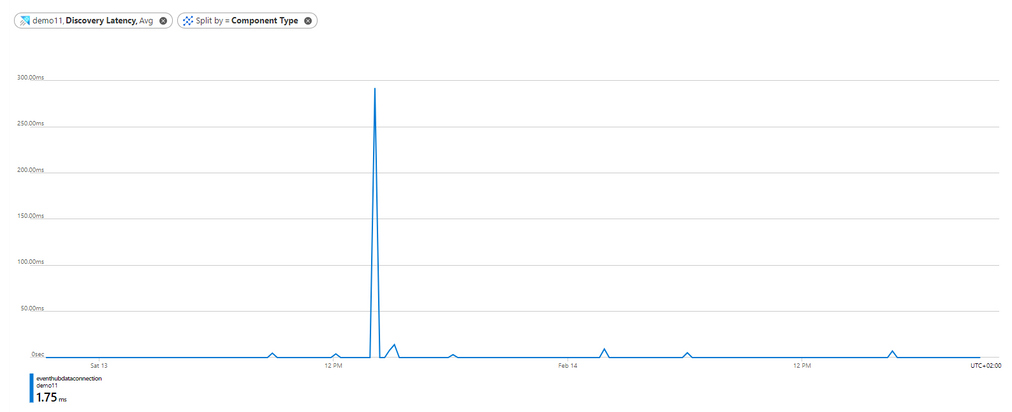 demo11, Discovery Latency, Avg
Split by = Component Type
300.00ms
250.00ms
200.00ms
150.00ms
100.00ms
50.00ms
0sec
Sat 13 12 PM Feb 14 12 PM UTC+02:00
eventhubdataconnection
demo11
1.75 ms